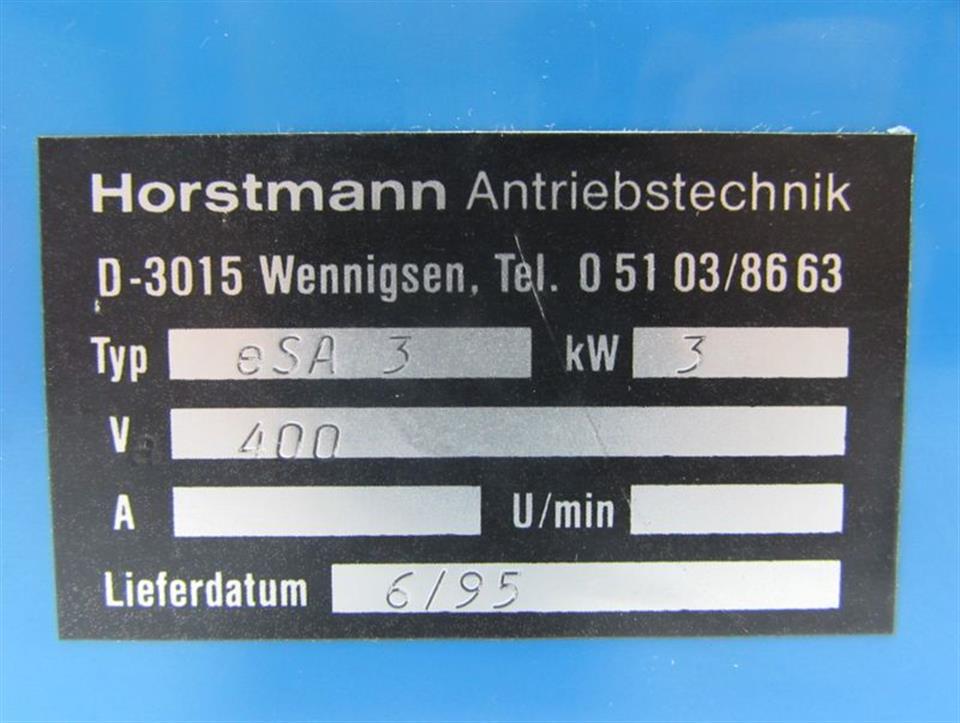 Horstmann Antriebstechnik
D-3015 Wennigsen, Tel. 0 51 03/86 63
Typ eSA 3 kW 3
V 400
A U/min
Lieferdatum 6/95